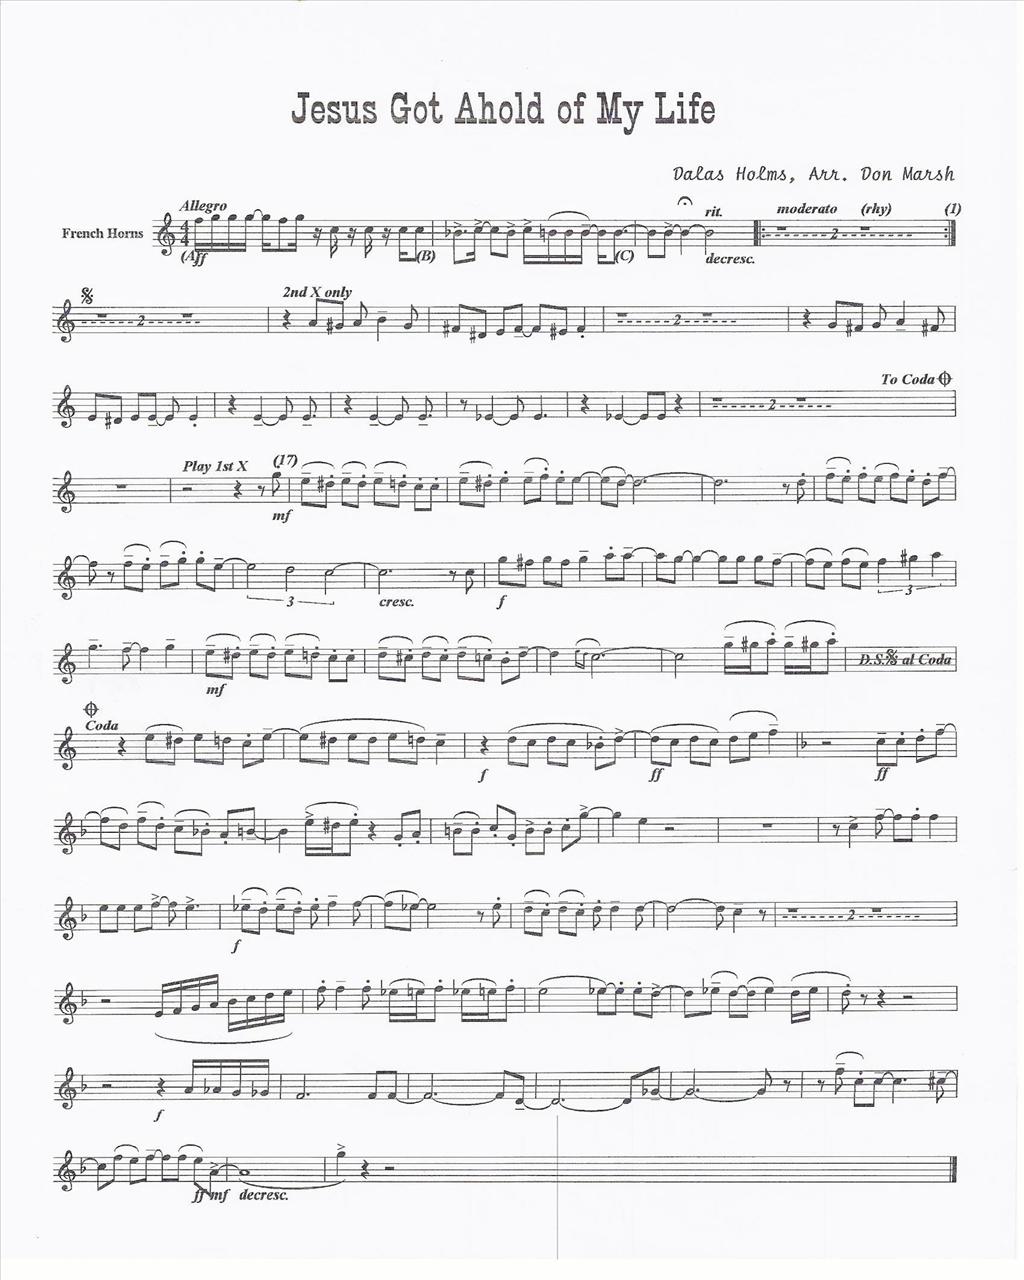 Jesus Got Ahold of My Life
Dalas Holms, Arr. Don Marsh
Allegro rit. moderato (rhy) (1)
French Horns
4
4
2
(A) ff (B) (C) decresc.
2nd X only
2 2
To Coda
2
Play 1st X (17)
mf
3 cresc. f 3
mf D.S. al Coda
Coda
f ff ff
f 2
f
ff mf decresc.